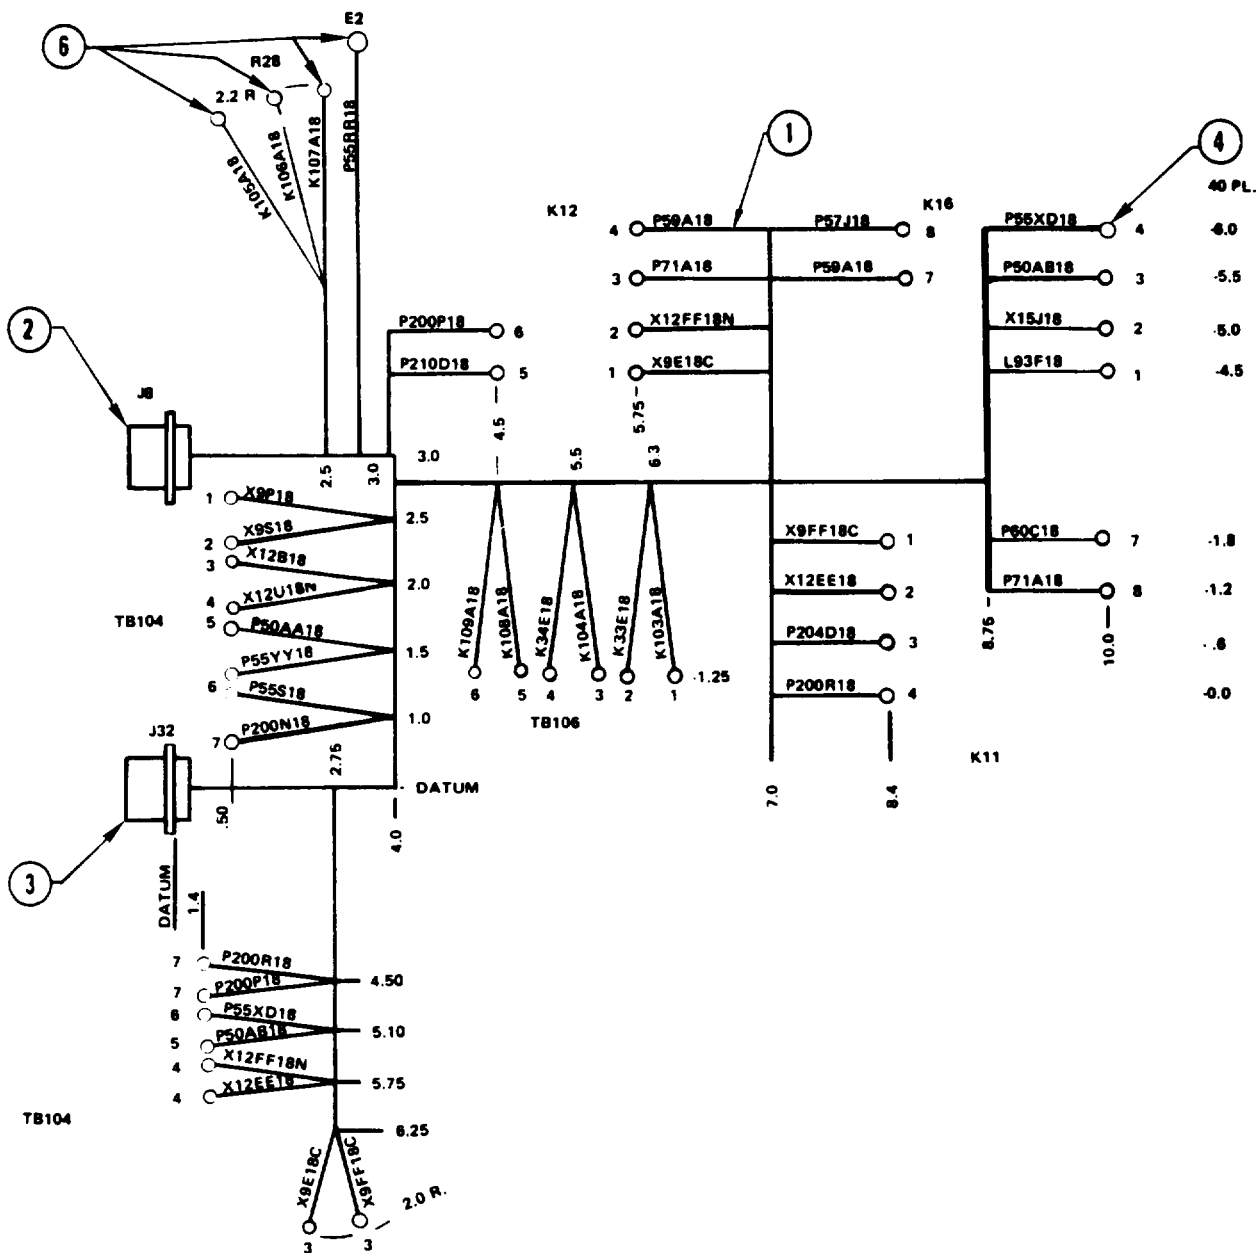 E2
6
R28
2.2 R
K105A18
K106A18
K107A18
P55RR18
1
4
40 PL.
K12
K16
4 P59A18 P57J18 8
P55XD18 4 -6.0
3 P71A18 P59A18 7
P50AB18 3 -5.5
P200P18 6
2 X12FF18N
X15J18 2 -5.0
P210D18 5
1 X9E18C
L93F18 1 -4.5
2
J8
4.5
5.75
2.5
3.0
3.0
5.5
6.3
1 X9P18
2.5
2 X9S18
3 X12B18
2.0
4 X12U18N
TB104
5 P50AA18
1.5
P55YY18
6 P55S18
1.0
7 P200N18
K109A18
K108A18
K34E18
K104A18
K33E18
K103A18
6 5 4 3 2 1 -1.25
TB106
X9FF18C 1
X12EE18 2
P204D18 3
P200R18 4
P60C18 7 -1.8
P71A18 8 -1.2
-.6
-0.0
8.75
10.0
K11
7.0
8.4
J32
2.75
DATUM
.50
4.0
3
DATUM
1.4
7 P200R18
4.50
7 P200P18
6 P55XD18
5.10
5 P50AB18
4 X12FF18N
5.75
4 X12EE18
TB104
6.25
X9E18C
X9FF18C
2.0 R.
3 3